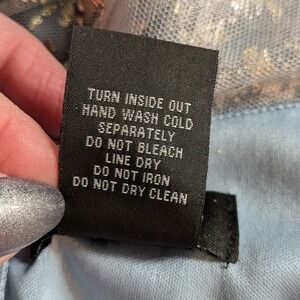 TURN INSIDE OUT
HAND WASH COLD
SEPARATELY
DO NOT BLEACH
LINE DRY
DO NOT IRON
DO NOT DRY CLEAN